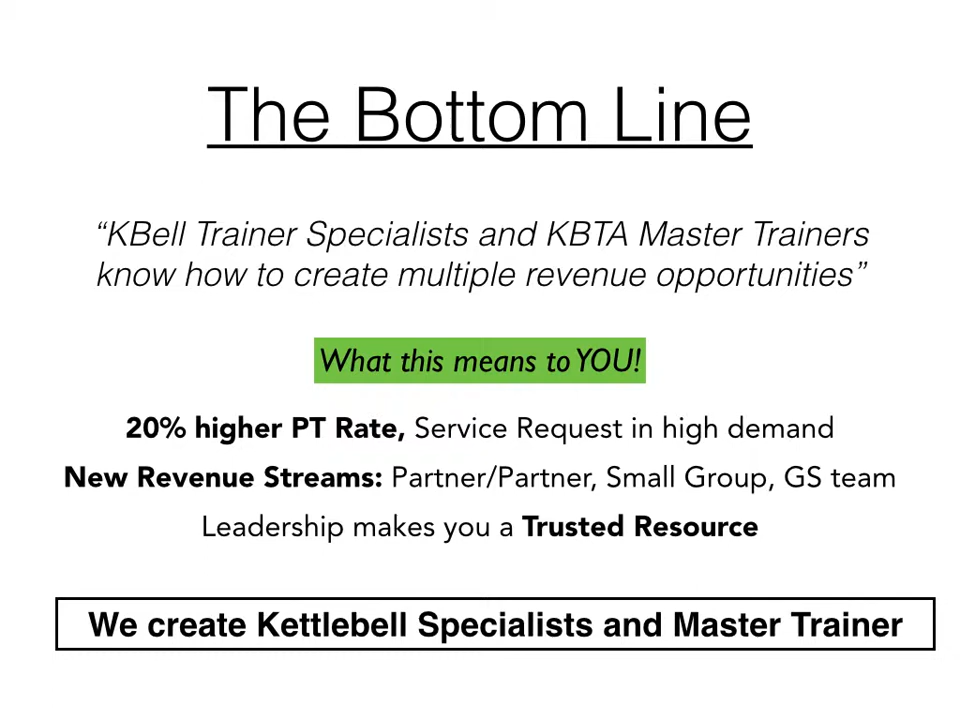 The Bottom Line
“KBell Trainer Specialists and KBTA Master Trainers
know how to create multiple revenue opportunities”
What this means to YOU!
20% higher PT Rate, Service Request in high demand
New Revenue Streams: Partner/Partner, Small Group, GS team
Leadership makes you a Trusted Resource
We create Kettlebell Specialists and Master Trainer